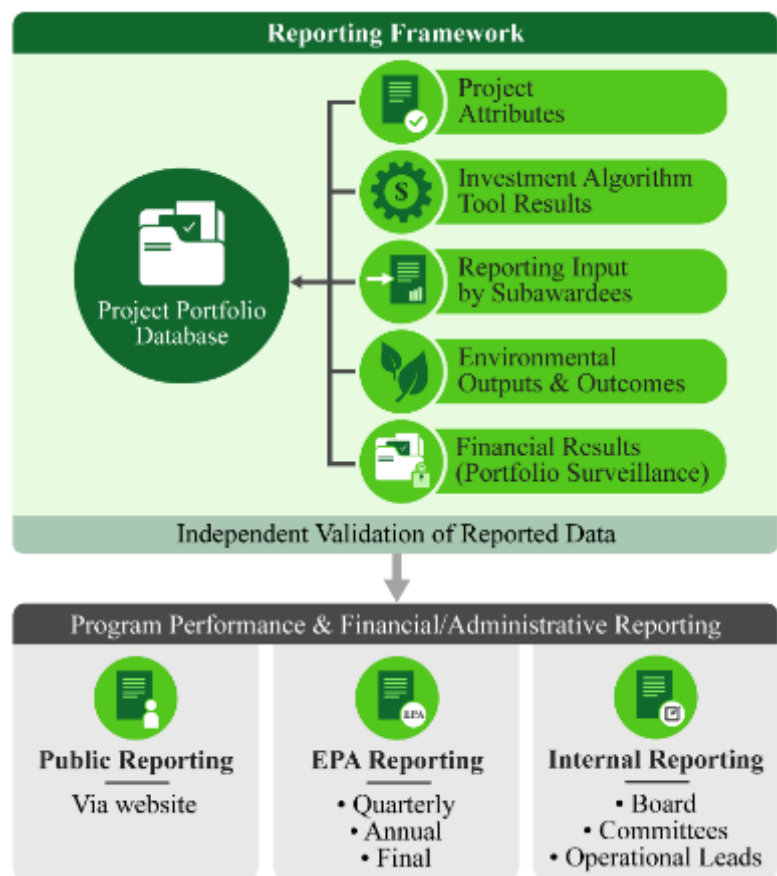 Reporting Framework
Project
Attributes
Investment Algorithm
Tool Results
Reporting Input
by Subawardees
Environmental
Outputs & Outcomes
Financial Results
(Portfolio Surveillance)
Project Portfolio
Database
S
Independent Validation of Reported Data
Program Performance & Financial/Administrative Reporting
EPA
Public Reporting
Via website
EPA Reporting
• Quarterly
• Annual
• Final
Internal Reporting
• Board
• Committees
• Operational Leads